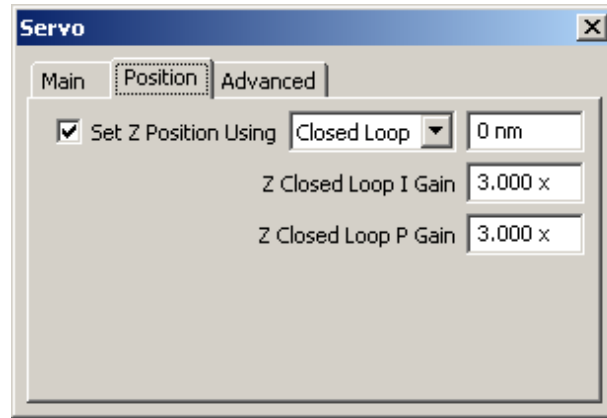 Servo
Main Position Advanced
Set Z Position Using Closed Loop 0 nm
Z Closed Loop I Gain 3.000 x
Z Closed Loop P Gain 3.000 x